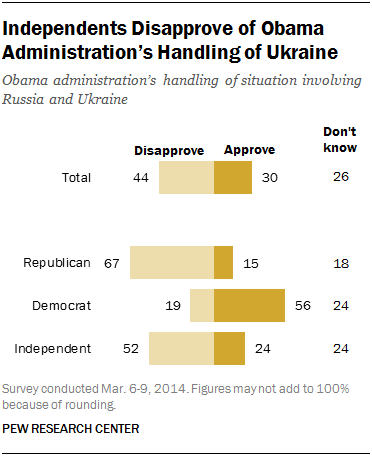 Independents Disapprove of Obama
Administration's Handling of Ukraine
Obama administration's handling of situation involving
Russia and Ukraine
Disapprove Approve Don't know
Total 44 30 26
Republican 67 15 18
Democrat 19 56 24
Independent 52 24 24
Survey conducted Mar. 6-9, 2014. Figures may not add to 100%
because of rounding.
PEW RESEARCH CENTER